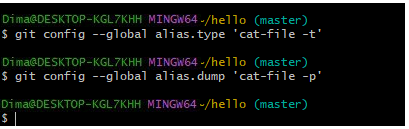 Dima@DESKTOP-KGL7KHH MINGW64 ~/hello (master)
$ git config --global alias.type 'cat-file -t'
Dima@DESKTOP-KGL7KHH MINGW64 ~/hello (master)
$ git config --global alias.dump 'cat-file -p'
Dima@DESKTOP-KGL7KHH MINGW64 ~/hello (master)
$